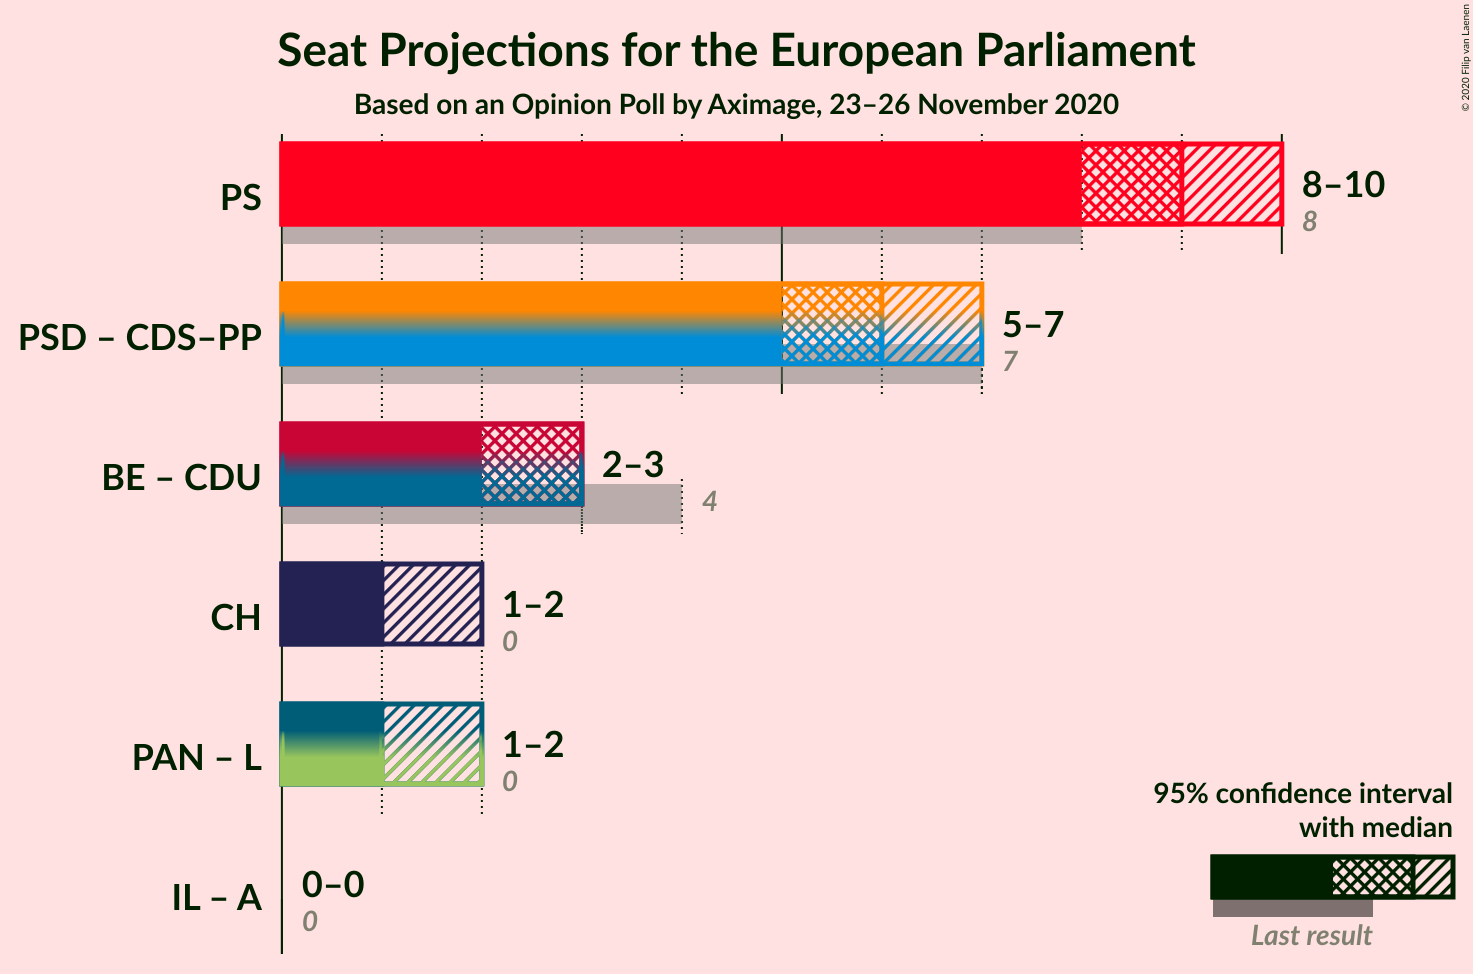 Seat Projections for the European Parliament
Based on an Opinion Poll by Aximage, 23–26 November 2020
© 2020 Filip van Laenen
PS
8–10
8
PSD – CDS–PP
5–7
7
BE – CDU
2–3
4
CH
1–2
0
PAN – L
1–2
0
IL – A
0–0
0
95% confidence interval
with median
Last result